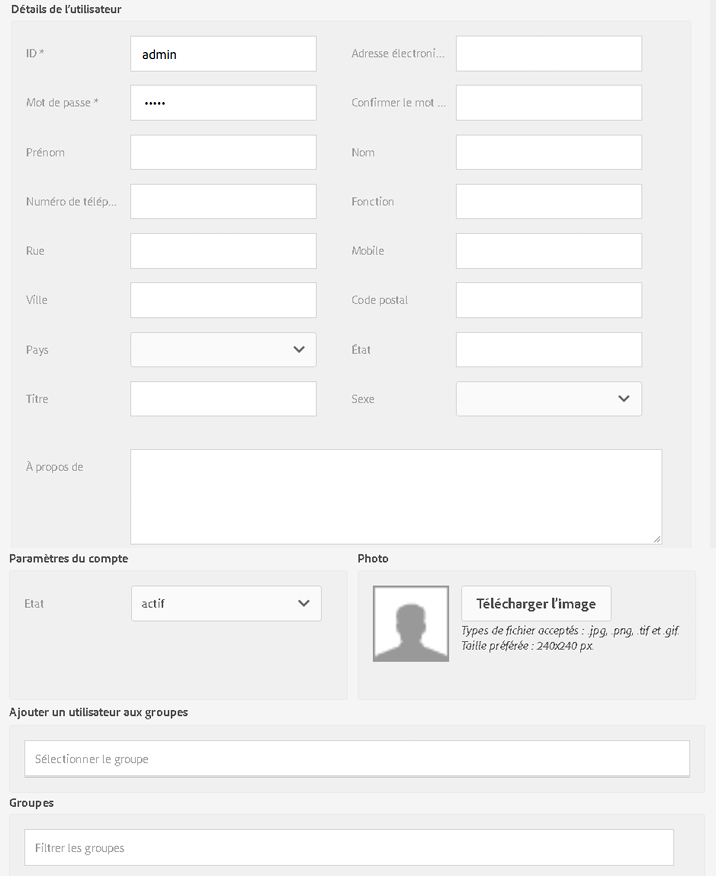 Détails de l'utilisateur
ID * admin Adresse électroni...
Mot de passe * ••••• Confirmer le mot ...
Prénom Nom
Numéro de télép... Fonction
Rue Mobile
Ville Code postal
Pays État
Titre Sexe
À propos de
Paramètres du compte Photo
Etat actif Télécharger l'image
Types de fichier acceptés : .jpg, .png, .tif et .gif.
Taille préférée : 240x240 px.
Ajouter un utilisateur aux groupes
Sélectionner le groupe
Groupes
Filtrer les groupes